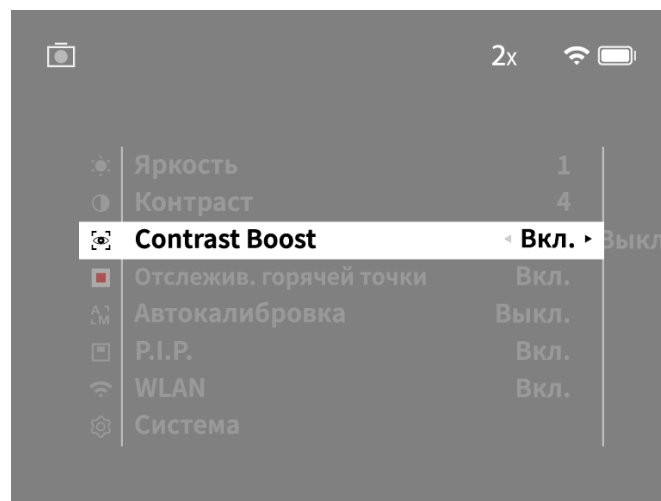 2x
Яркость 1
Контраст 4
Contrast Boost Вкл. Выкл
Отслежив. горячей точки Вкл.
Автокалибровка Выкл.
P.I.P. Вкл.
WLAN Вкл.
Система